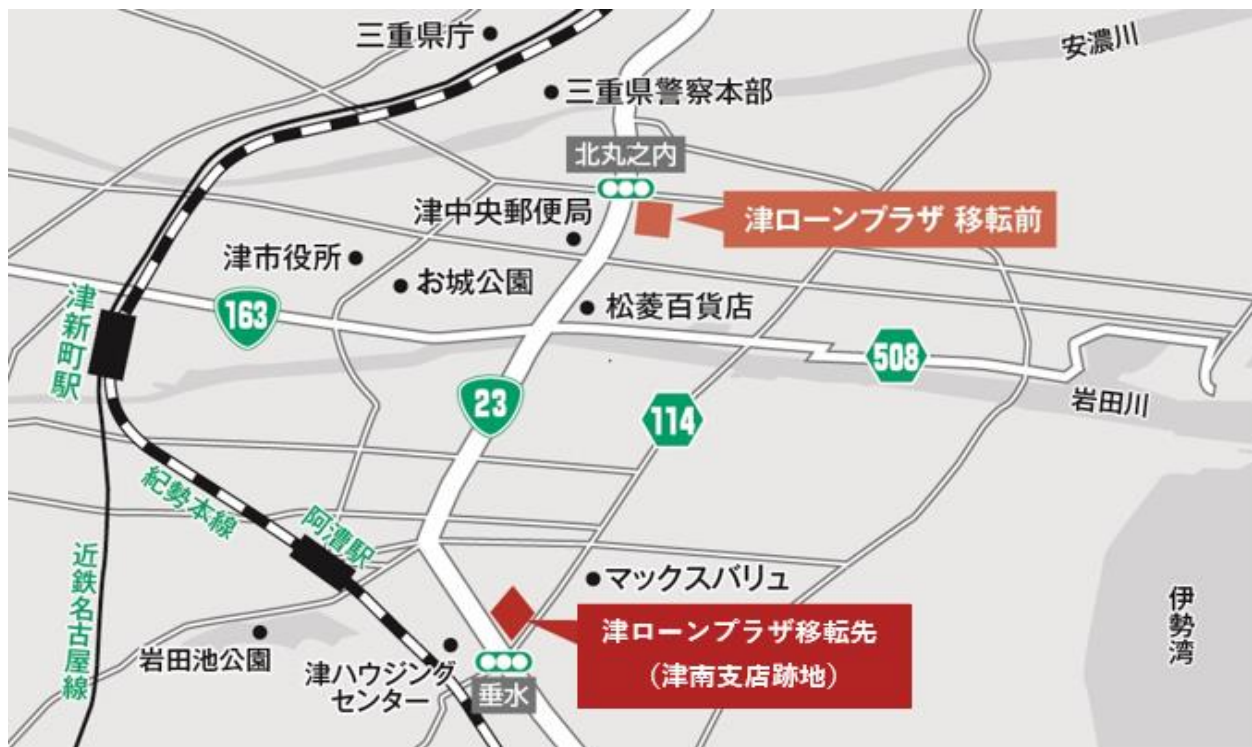 三重県庁
安濃川
三重県警察本部
北丸之内
津ローンプラザ 移転前
津中央郵便局
津市役所
お城公園
163
松菱百貨店
津新町駅
508
23
114
岩田川
紀勢本線
阿漕駅
近鉄名古屋線
マックスバリュ
伊勢湾
津ローンプラザ移転先
（津南支店跡地）
岩田池公園
津ハウジング
センター
垂水